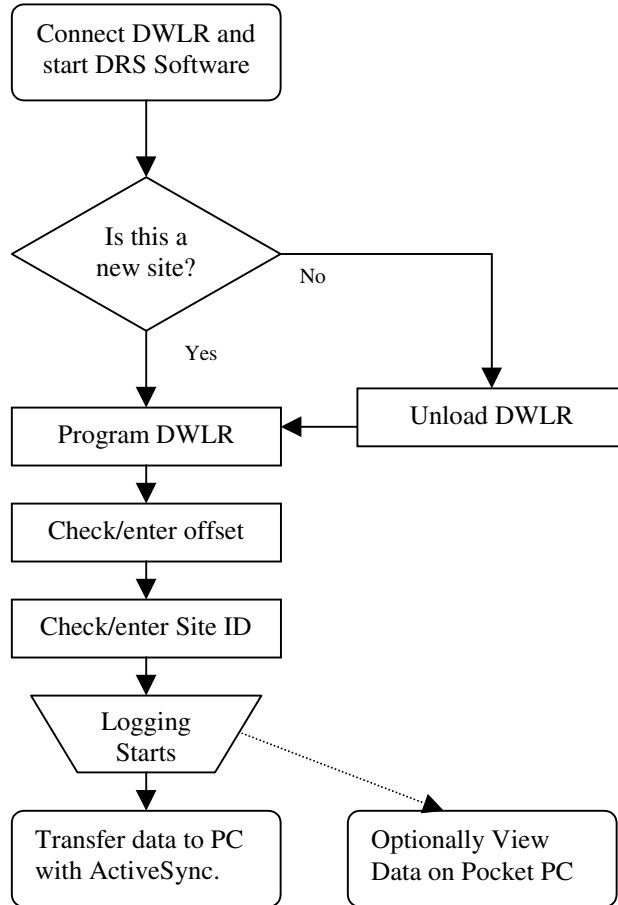 Connect DWLR and
start DRS Software
Is this a
new site?
No
Yes
Unload DWLR
Program DWLR
Check/enter offset
Check/enter Site ID
Logging
Starts
Transfer data to PC
with ActiveSync.
Optionally View
Data on Pocket PC